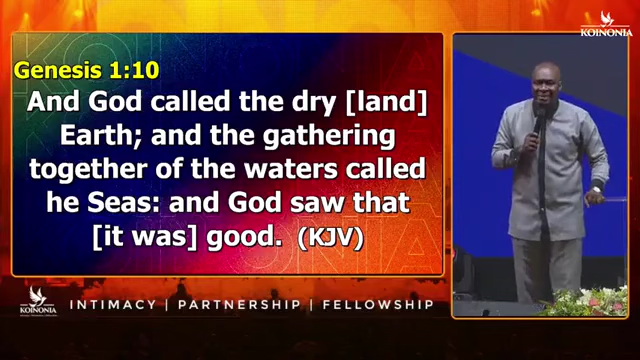 KOINONIA
Genesis 1:10
And God called the dry [land]
Earth; and the gathering
together of the waters called
he Seas: and God saw that
[it was] good. (KJV)
KOINONIA
INTIMACY | PARTNERSHIP | FELLOWSHIP